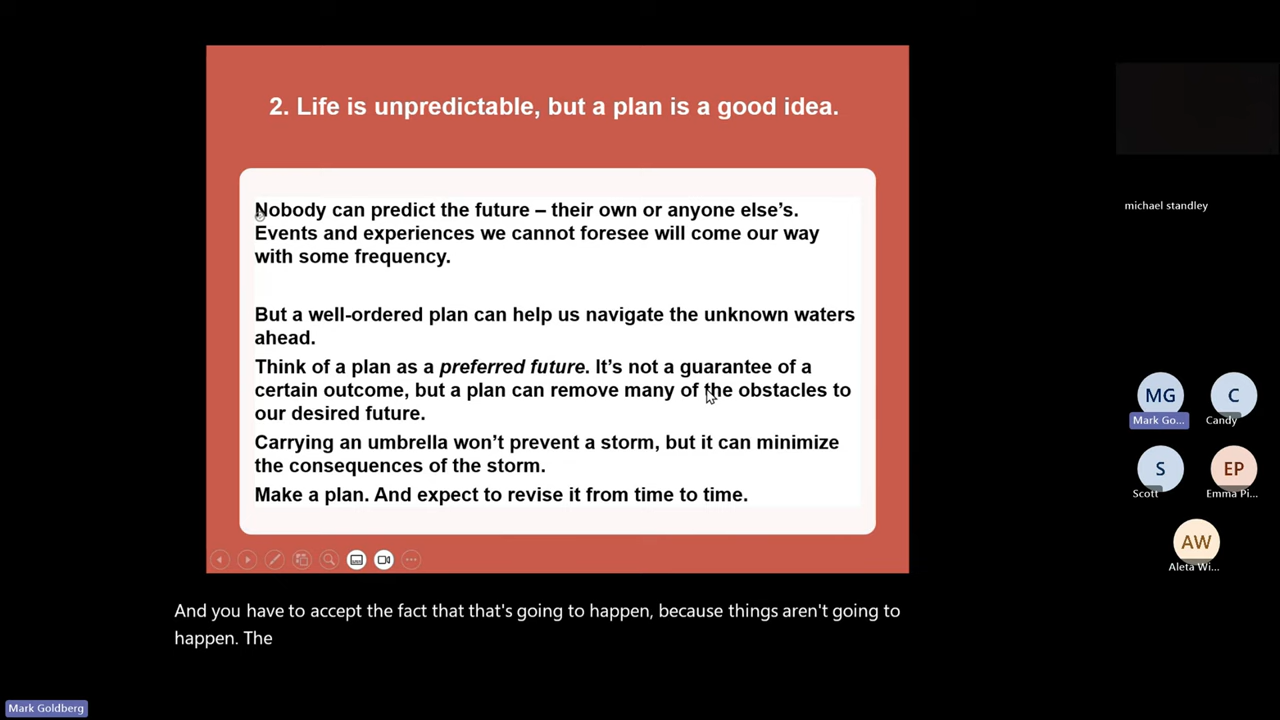 2. Life is unpredictable, but a plan is a good idea.
Nobody can predict the future – their own or anyone else’s.
Events and experiences we cannot foresee will come our way
with some frequency.
But a well-ordered plan can help us navigate the unknown waters
ahead.
Think of a plan as a preferred future. It’s not a guarantee of a
certain outcome, but a plan can remove many of the obstacles to
our desired future.
Carrying an umbrella won’t prevent a storm, but it can minimize
the consequences of the storm.
Make a plan. And expect to revise it from time to time.
And you have to accept the fact that that's going to happen, because things aren't going to
happen. The
Mark Goldberg
michael standley
MG
C
Mark Go...
Candy
S
EP
Scott
Emma Pi...
AW
Aleta Wi...